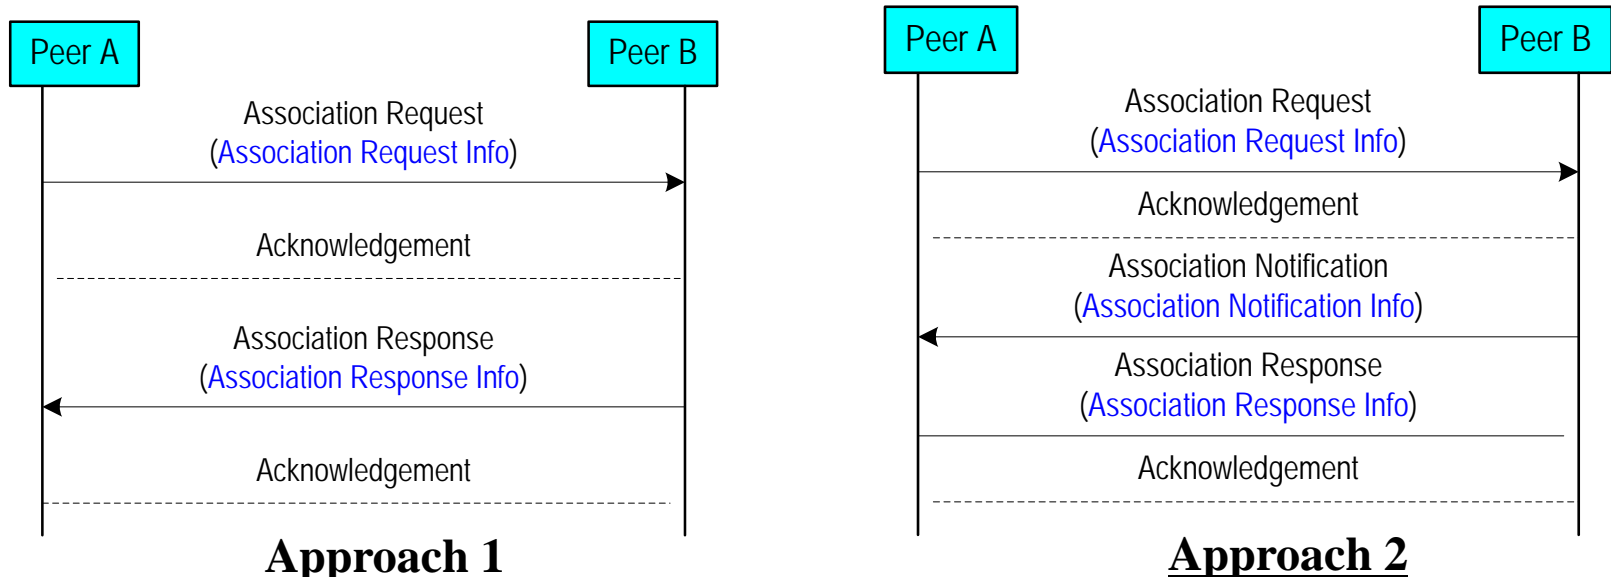 Peer A
Peer B
Association Request
(Association Request Info)
Acknowledgement
Association Response
(Association Response Info)
Acknowledgement
Approach 1
Peer A
Peer B
Association Request
(Association Request Info)
Acknowledgement
Association Notification
(Association Notification Info)
Association Response
(Association Response Info)
Acknowledgement
Approach 2